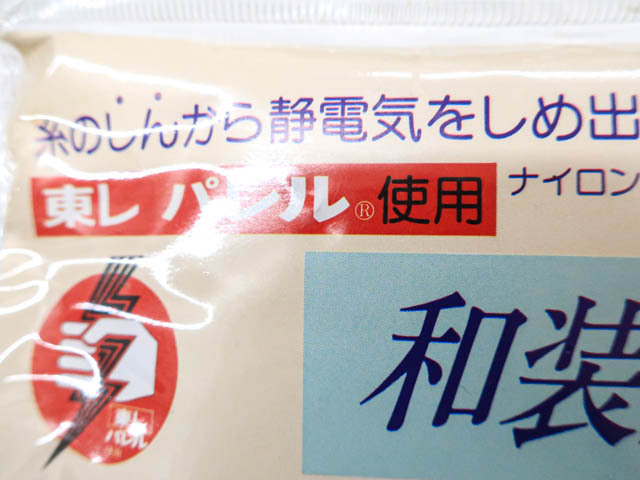 糸のしんから静電気をしめ出
東レ パレル®使用
ナイロン
和装
東レ
パレル